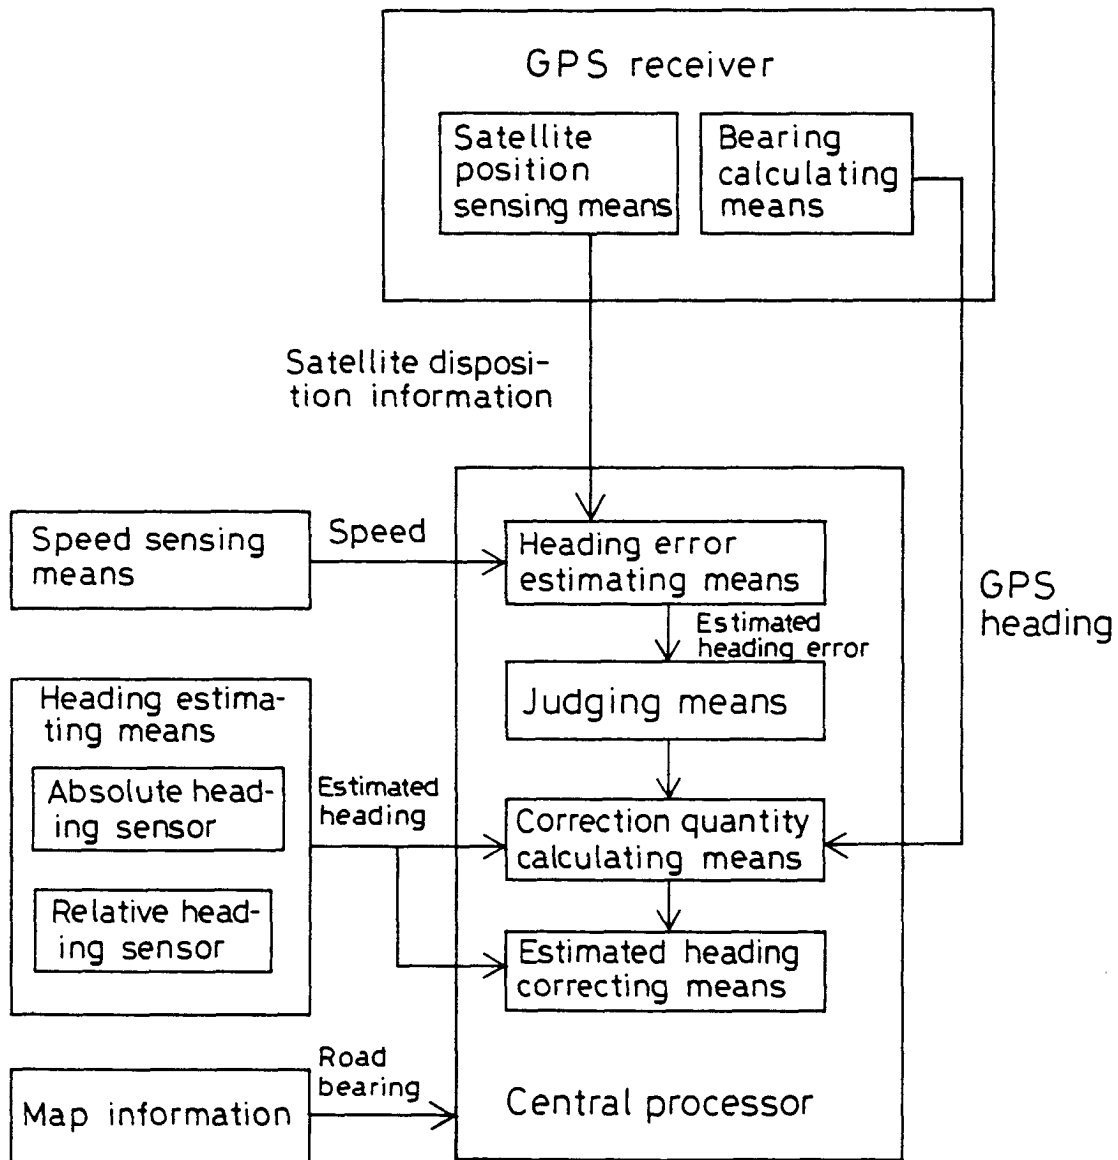 GPS receiver
Satellite
position
sensing means
Bearing
calculating
means
Satellite disposi-
tion information
Speed sensing
means
Speed
Heading error
estimating means
GPS
heading
Estimated
heading error
Judging means
Heading estima-
ting means
Absolute head-
ing sensor
Relative head-
ing sensor
Estimated
heading
Correction quantity
calculating means
Estimated heading
correcting means
Map information
Road
bearing
Central processor